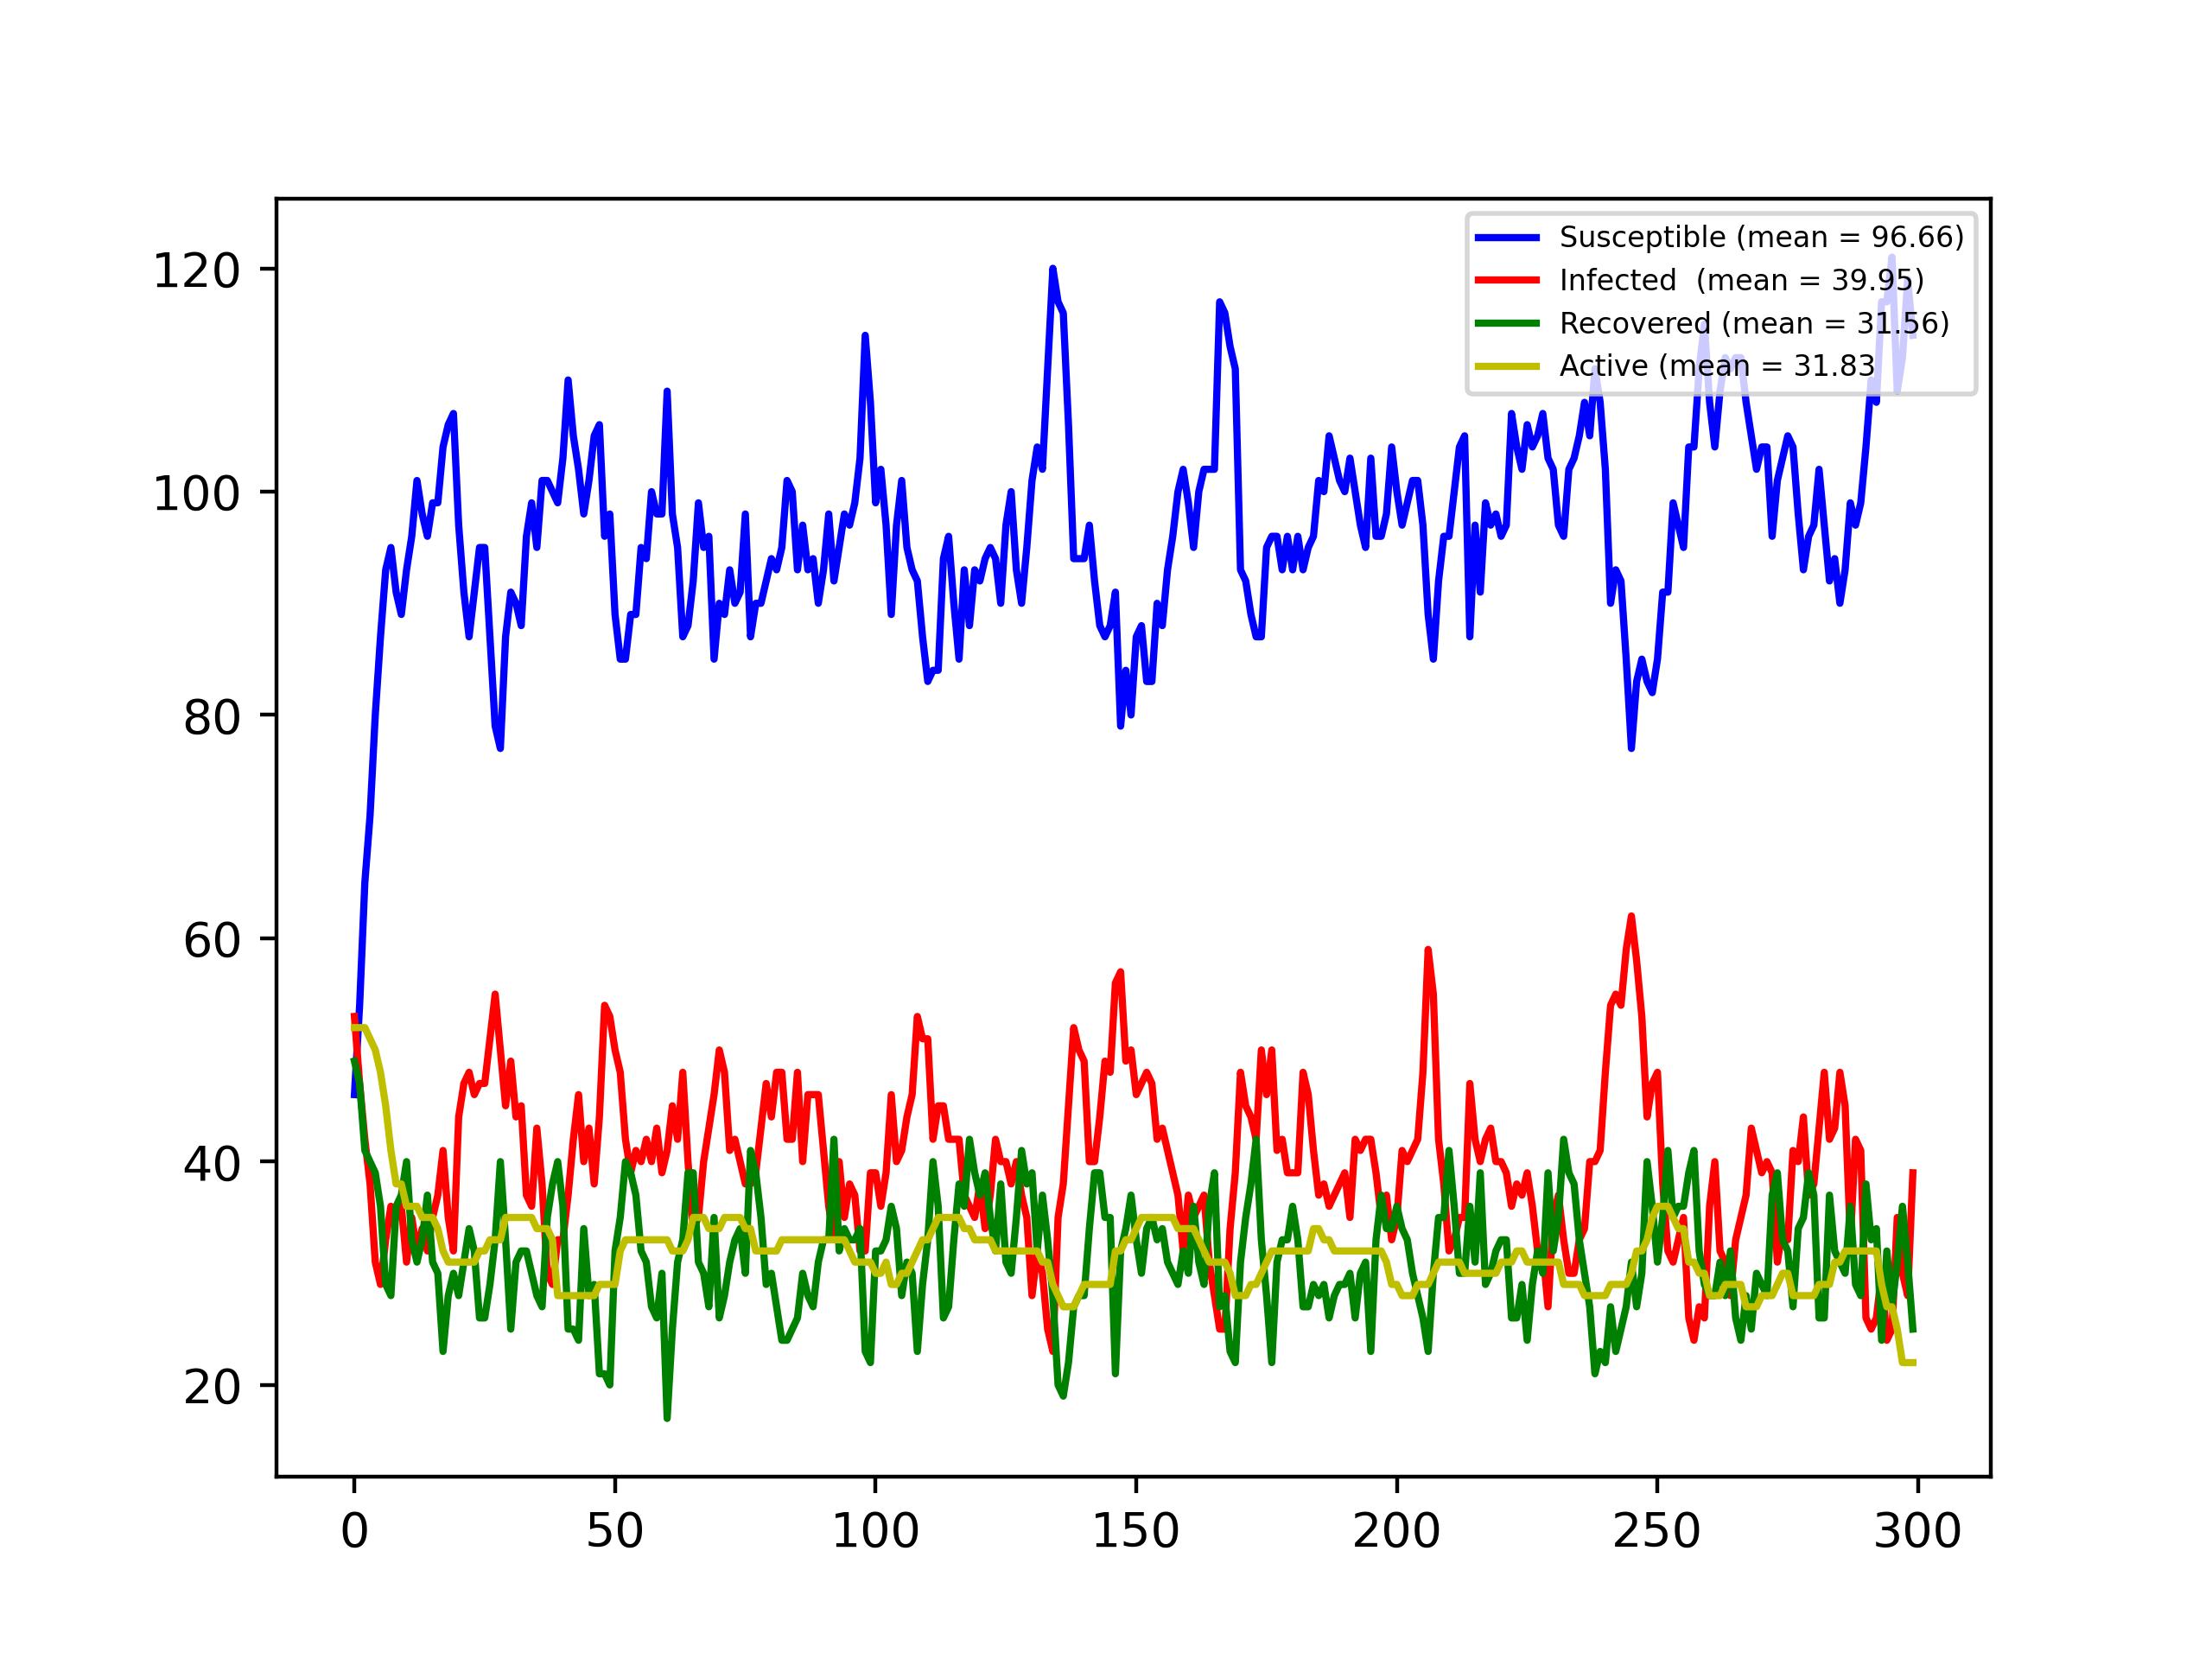 Susceptible (mean = 96.66)
Infected  (mean = 39.95)
Recovered (mean = 31.56)
Active (mean = 31.83
120
100
80
60
40
20
0 50 100 150 200 250 300